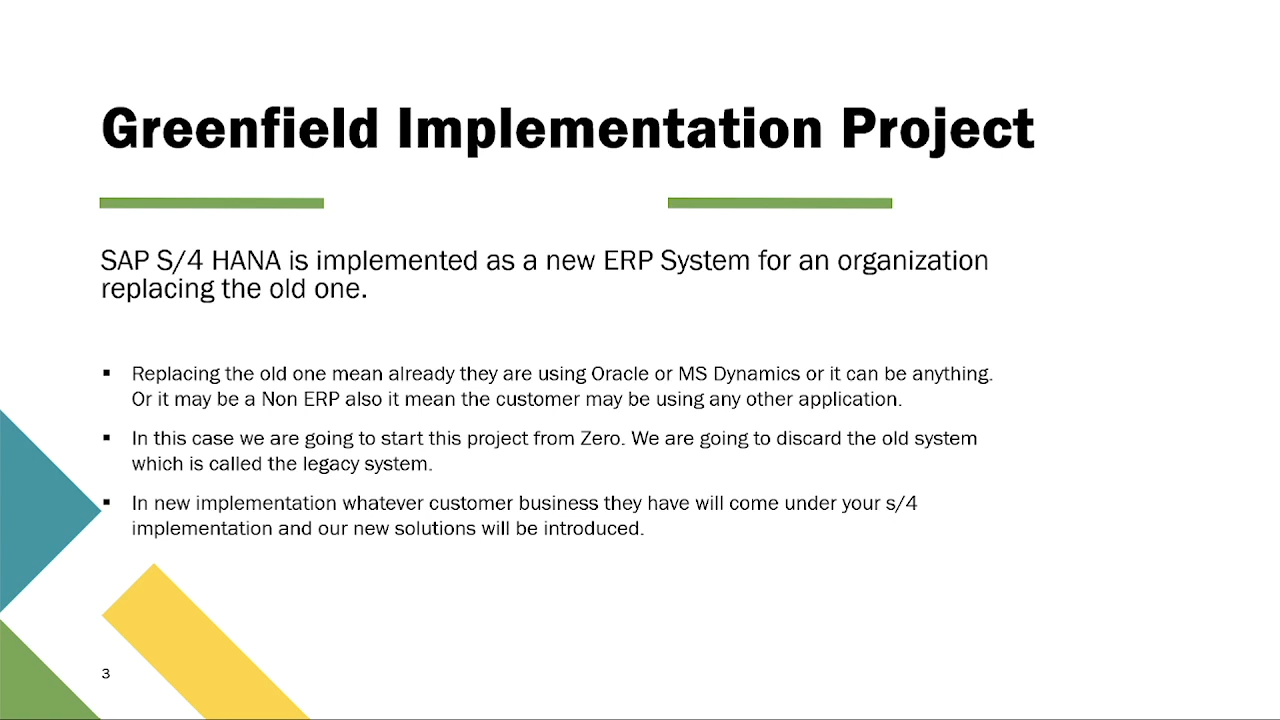 Greenfield Implementation Project
SAP S/4 HANA is implemented as a new ERP System for an organization
replacing the old one.
▪ Replacing the old one mean already they are using Oracle or MS Dynamics or it can be anything.
Or it may be a Non ERP also it mean the customer may be using any other application.
▪ In this case we are going to start this project from Zero. We are going to discard the old system
which is called the legacy system.
▪ In new implementation whatever customer business they have will come under your s/4
implementation and our new solutions will be introduced.
3